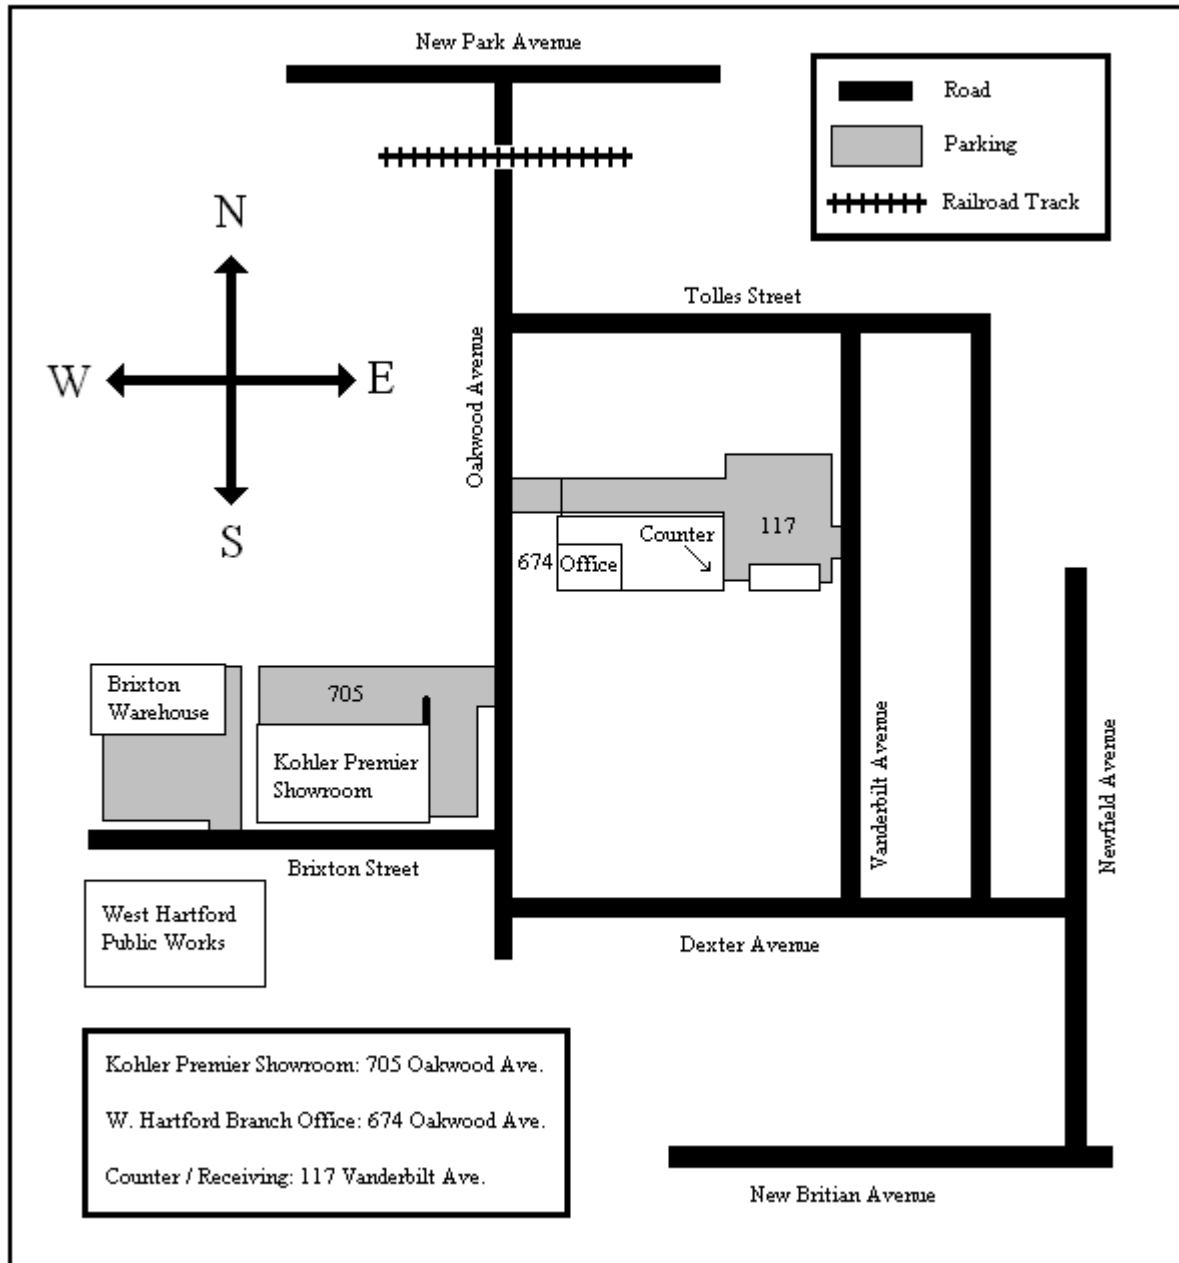 New Park Avenue
Road
Parking
Railroad Track
N
W
E
S
Tolles Street
Oakwood Avenue
Counter
117
674
Office
Brixton
Warehouse
705
Kohler Premier
Showroom
Vanderbilt Avenue
Newfield Avenue
Brixton Street
West Hartford
Public Works
Dexter Avenue
Kohler Premier Showroom: 705 Oakwood Ave.
W. Hartford Branch Office: 674 Oakwood Ave.
Counter / Receiving: 117 Vanderbilt Ave.
New Britian Avenue